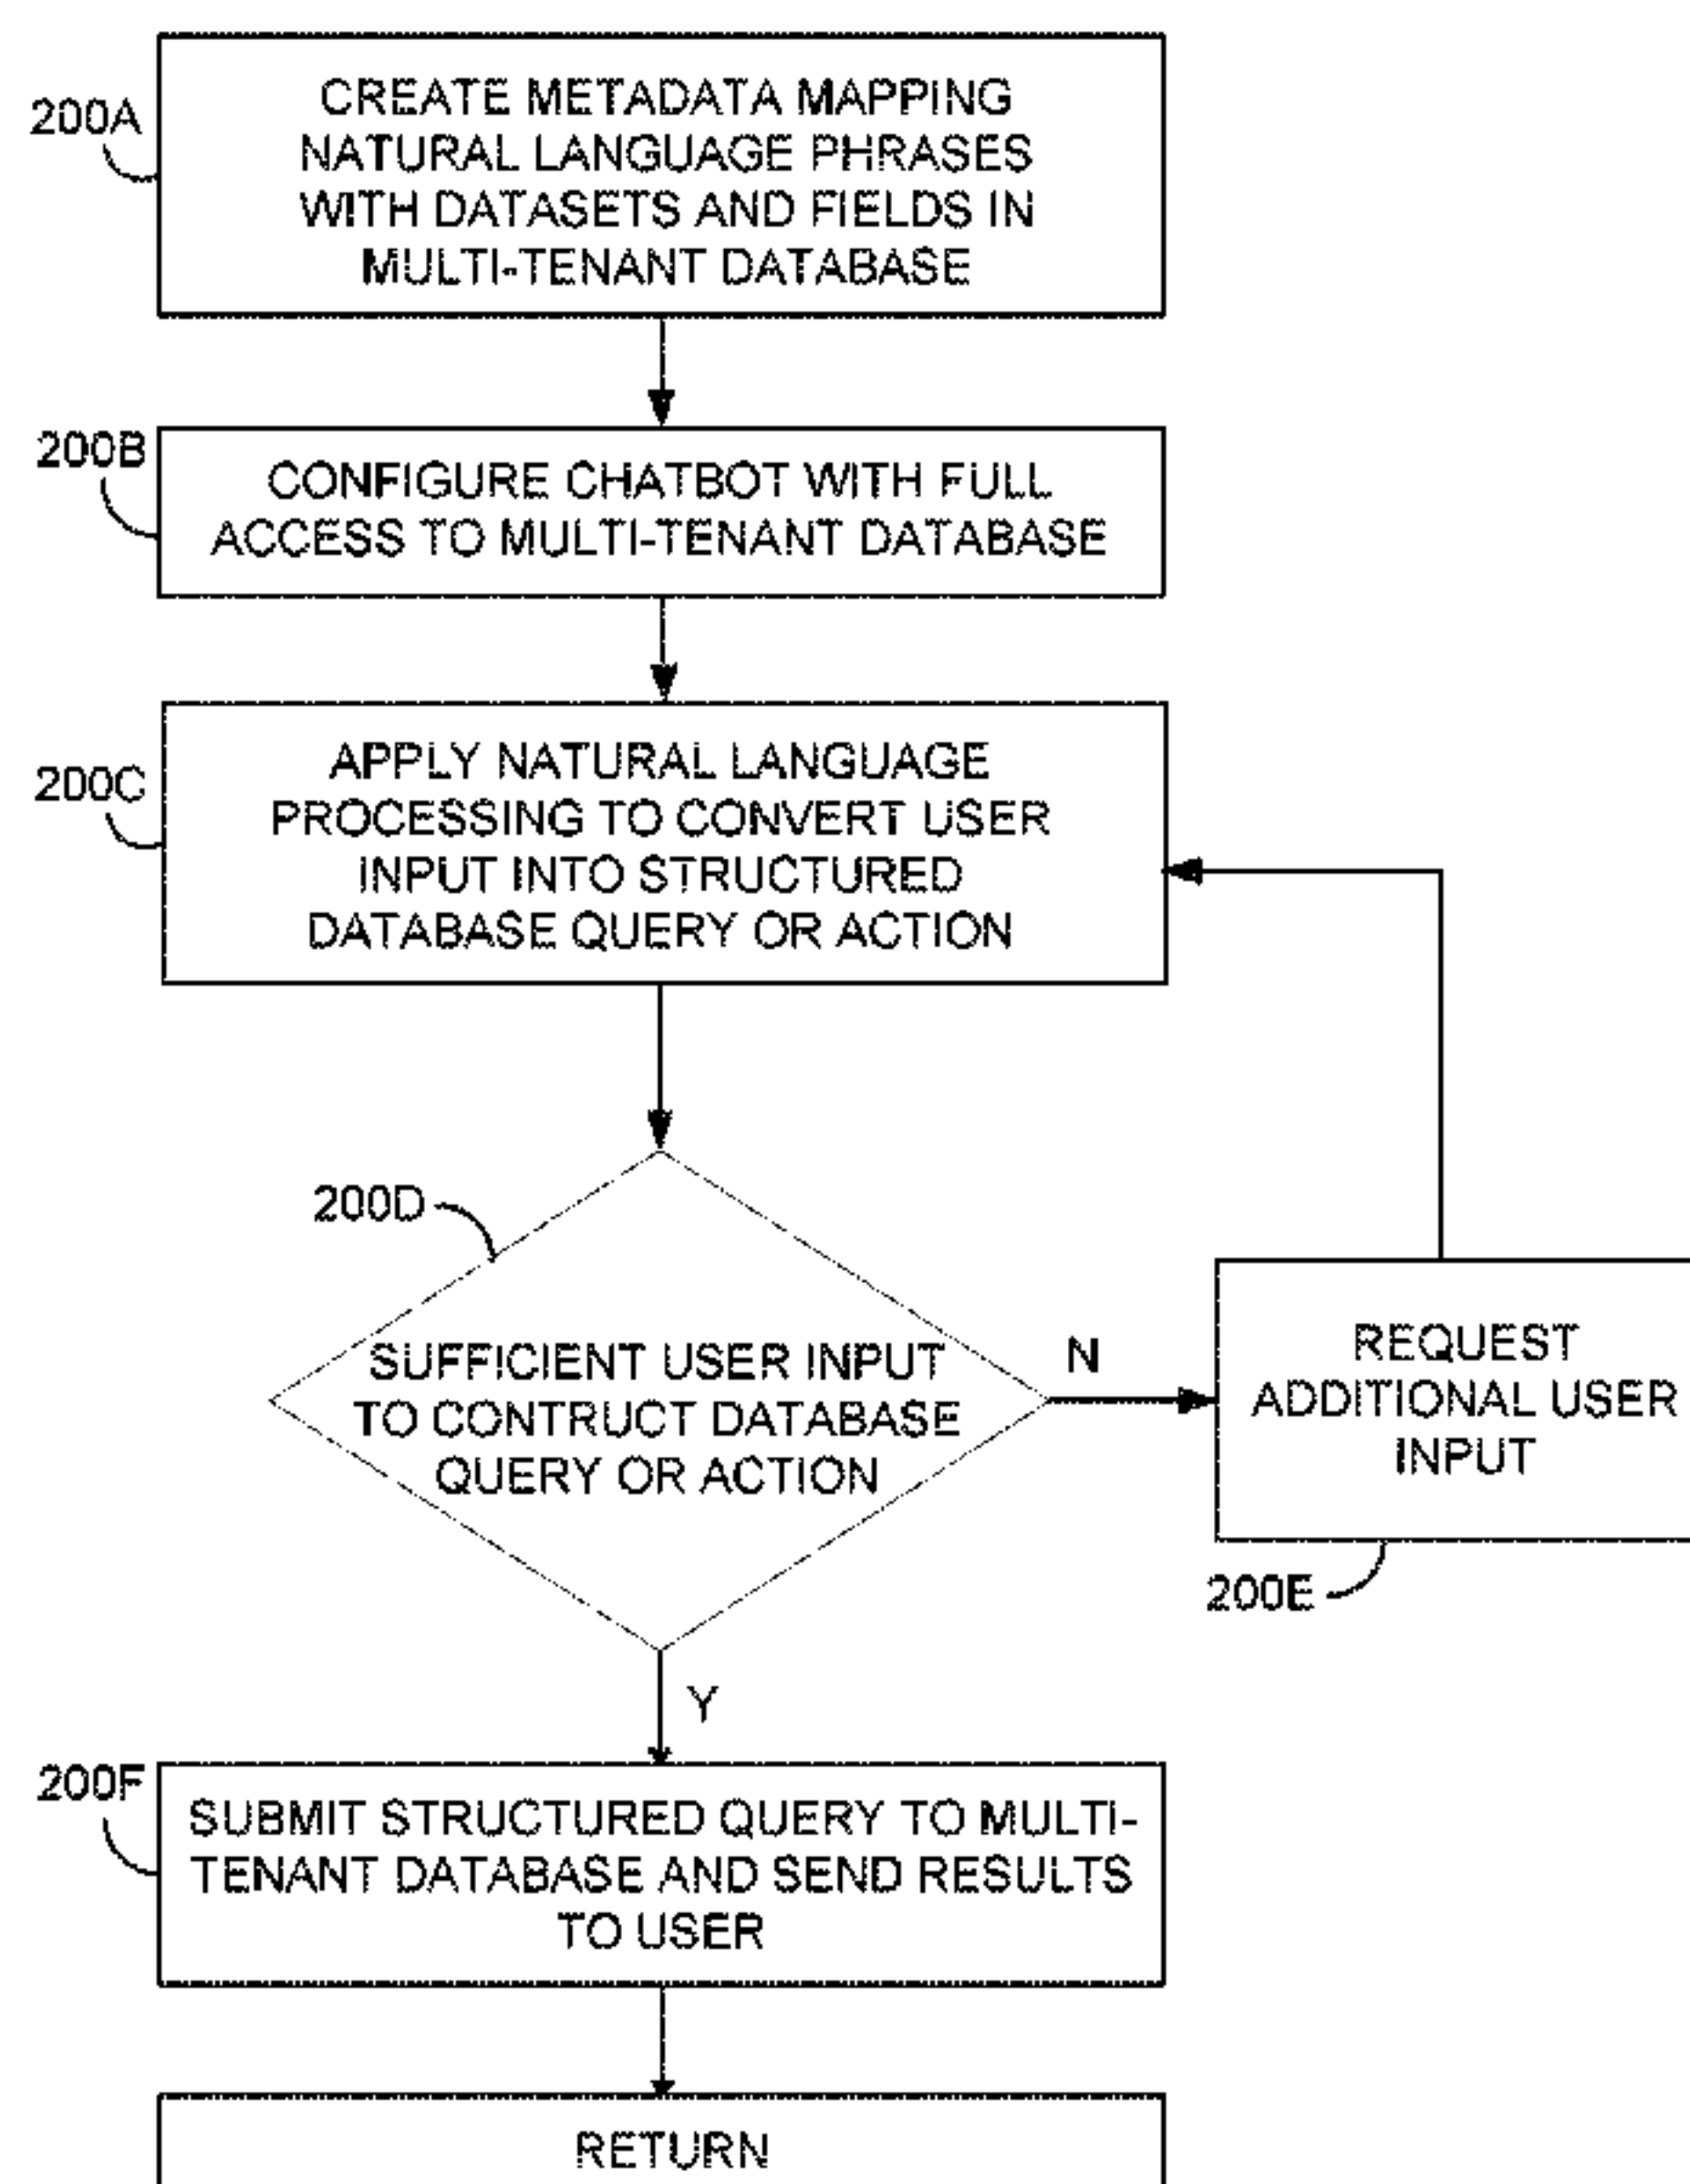 200A
CREATE METADATA MAPPING
NATURAL LANGUAGE PHRASES
WITH DATASETS AND FIELDS IN
MULTI-TENANT DATABASE
200B
CONFIGURE CHATBOT WITH FULL
ACCESS TO MULTI-TENANT DATABASE
200C
APPLY NATURAL LANGUAGE
PROCESSING TO CONVERT USER
INPUT INTO STRUCTURED
DATABASE QUERY OR ACTION
200D
SUFFICIENT USER INPUT
TO CONTRUCT DATABASE
QUERY OR ACTION
N
REQUEST
ADDITIONAL USER
INPUT
200E
Y
200F
SUBMIT STRUCTURED QUERY TO MULTI-
TENANT DATABASE AND SEND RESULTS
TO USER
RETURN